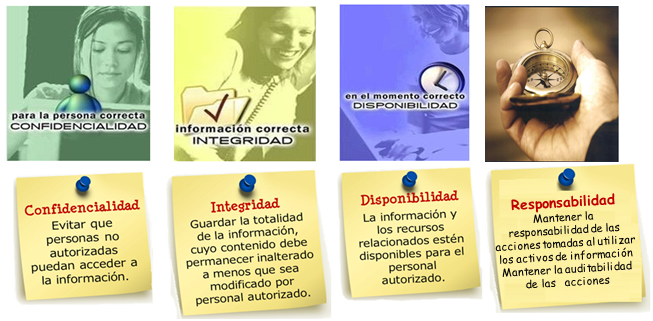 para la persona correcta
CONFIDENCIALIDAD
información correcta
INTEGRIDAD
en el momento correcto
DISPONIBILIDAD
Confidencialidad
Evitar que
personas no
autorizadas
puedan acceder a
la información.
Integridad
Guardar la totalidad
de la información,
cuyo contenido debe
permanecer inalterado
a menos que sea
modificado por
personal autorizado.
Disponibilidad
La información y
los recursos
relacionados estén
disponibles para el
personal
autorizado.
Responsabilidad
Mantener la
responsabilidad de las
acciones tomadas al utilizar
los activos de información
Mantener la auditabilidad
de las acciones